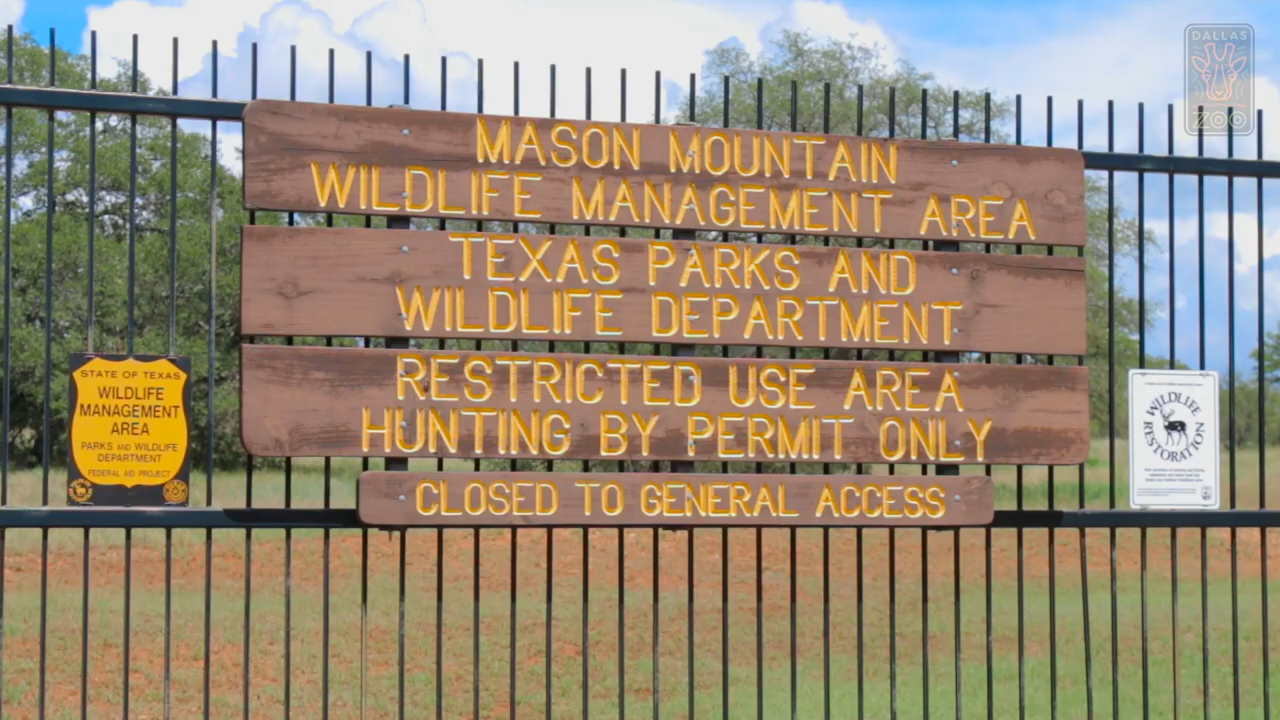 DALLAS
ZOO
MASON MOUNTAIN
WILDLIFE MANAGEMENT AREA
TEXAS PARKS AND
WILDLIFE DEPARTMENT
RESTRICTED USE AREA
HUNTING BY PERMIT ONLY
CLOSED TO GENERAL ACCESS
STATE OF TEXAS
WILDLIFE
MANAGEMENT
AREA
PARKS AND WILDLIFE
DEPARTMENT
FEDERAL AID PROJECT
WILDLIFE
RESTORATION